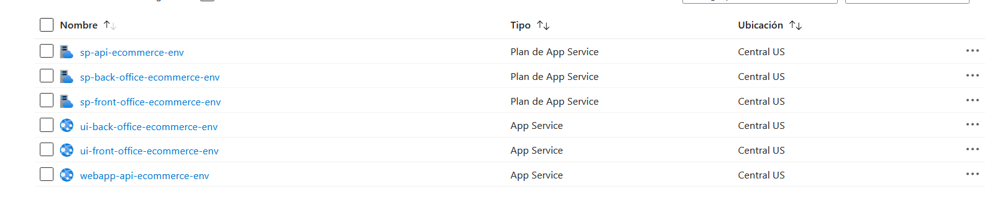 Nombre ↑↓ Tipo ↑↓ Ubicación ↑↓
sp-api-ecommerce-env Plan de App Service Central US ...
sp-back-office-ecommerce-env Plan de App Service Central US ...
sp-front-office-ecommerce-env Plan de App Service Central US ...
ui-back-office-ecommerce-env App Service Central US ...
ui-front-office-ecommerce-env App Service Central US ...
webapp-api-ecommerce-env App Service Central US ...